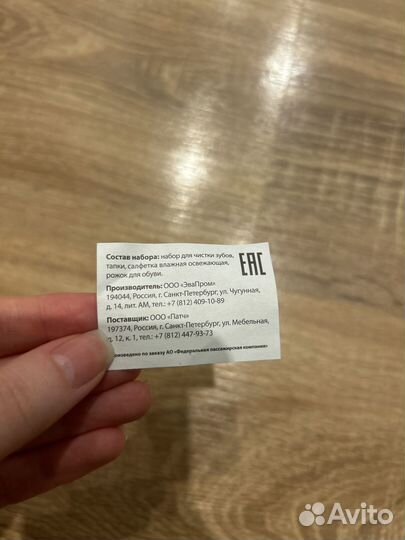 Состав набора: набор для чистки зубов,
тапки, салфетка влажная освежающая,
рожок для обуви.
Производитель: ООО «ЭваПром»
194044, Россия, г. Санкт-Петербург, ул. Чугунная,
д. 14, лит. АМ, тел.: +7 (812) 409-10-89
Поставщик: ООО «Патч»
197374, Россия, г. Санкт-Петербург, ул. Мебельная,
д. 12, к. 1, тел.: +7 (812) 447-93-73
оизведено по заказу АО «Федеральная пассажирская компания»
EAC
Avito